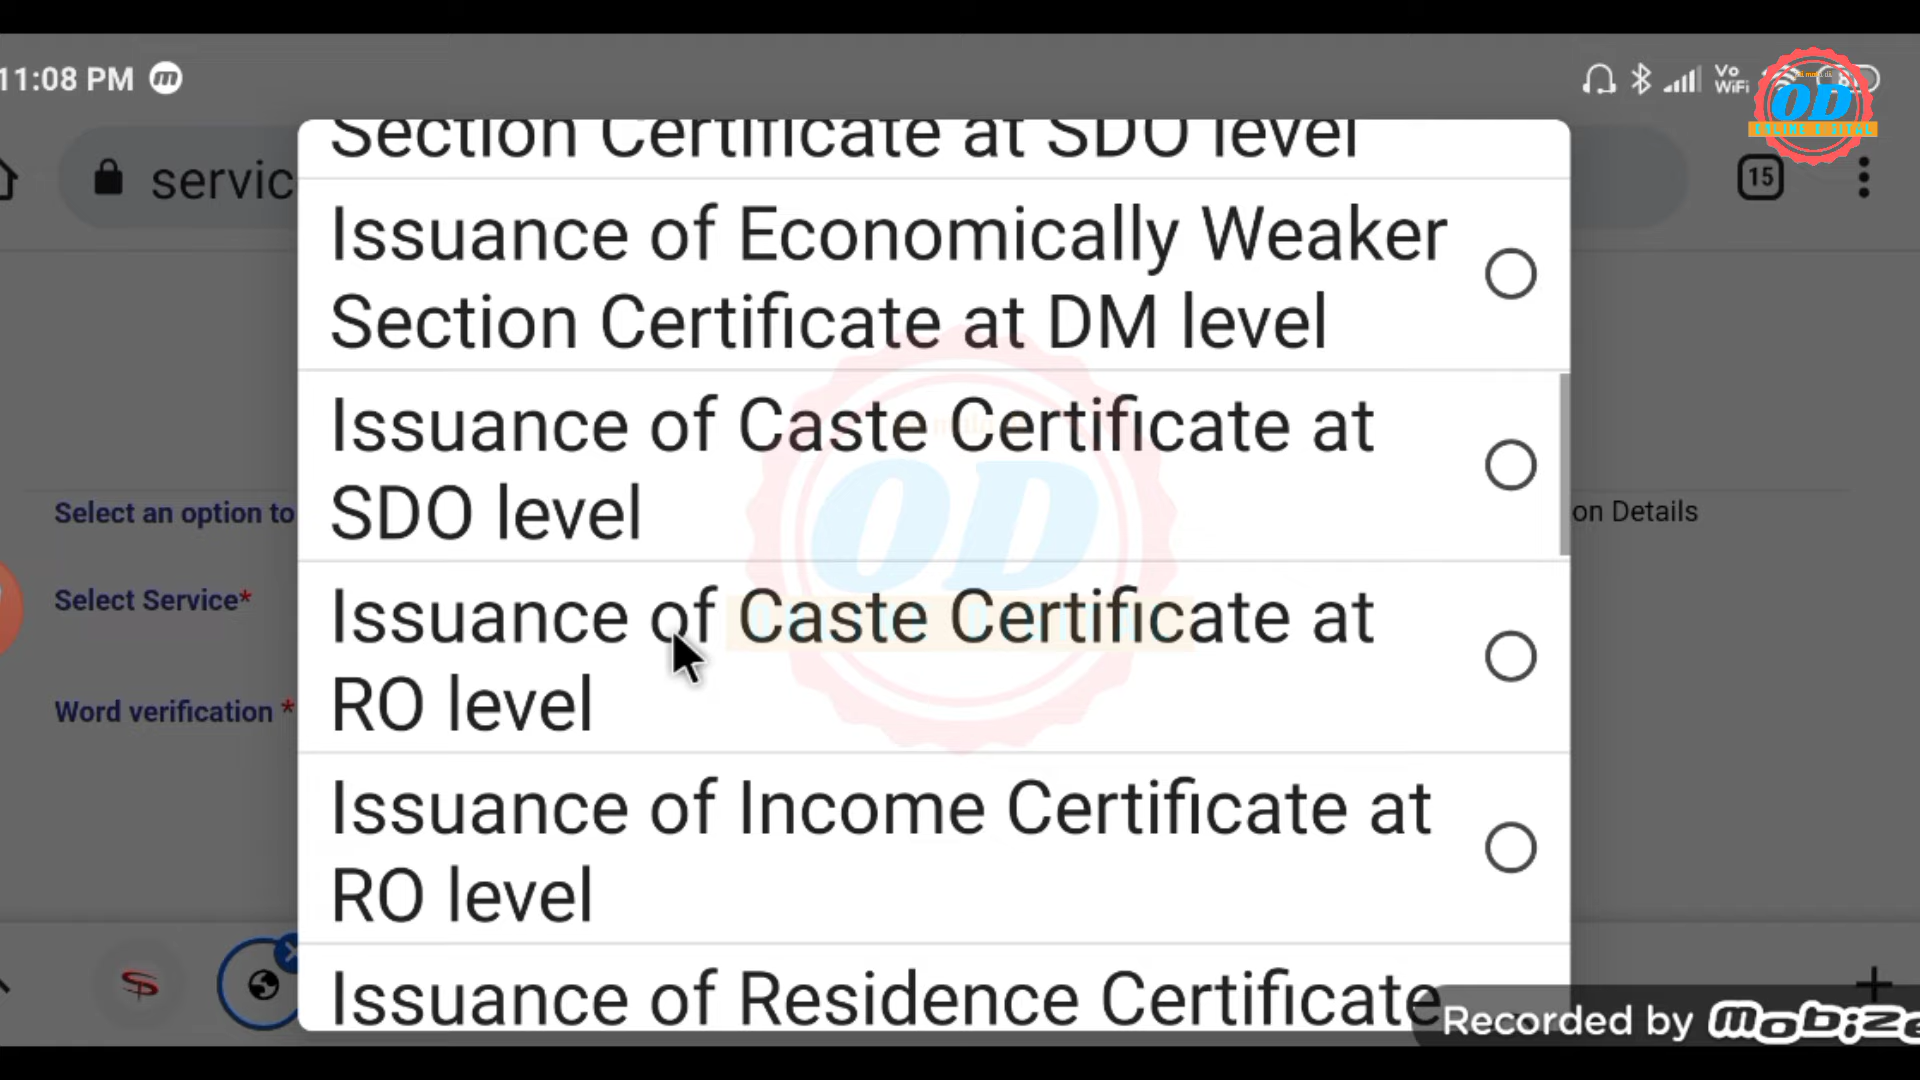 11:08 PM
Vo
WiFi
OD
servic
15
Section Certificate at SDO level
Issuance of Economically Weaker
Section Certificate at DM level
Issuance of Caste Certificate at
SDO level
Select an option to
on Details
Select Service*
Issuance of Caste Certificate at
RO level
Word verification *
Issuance of Income Certificate at
RO level
Issuance of Residence Certificate
OD
Recorded by